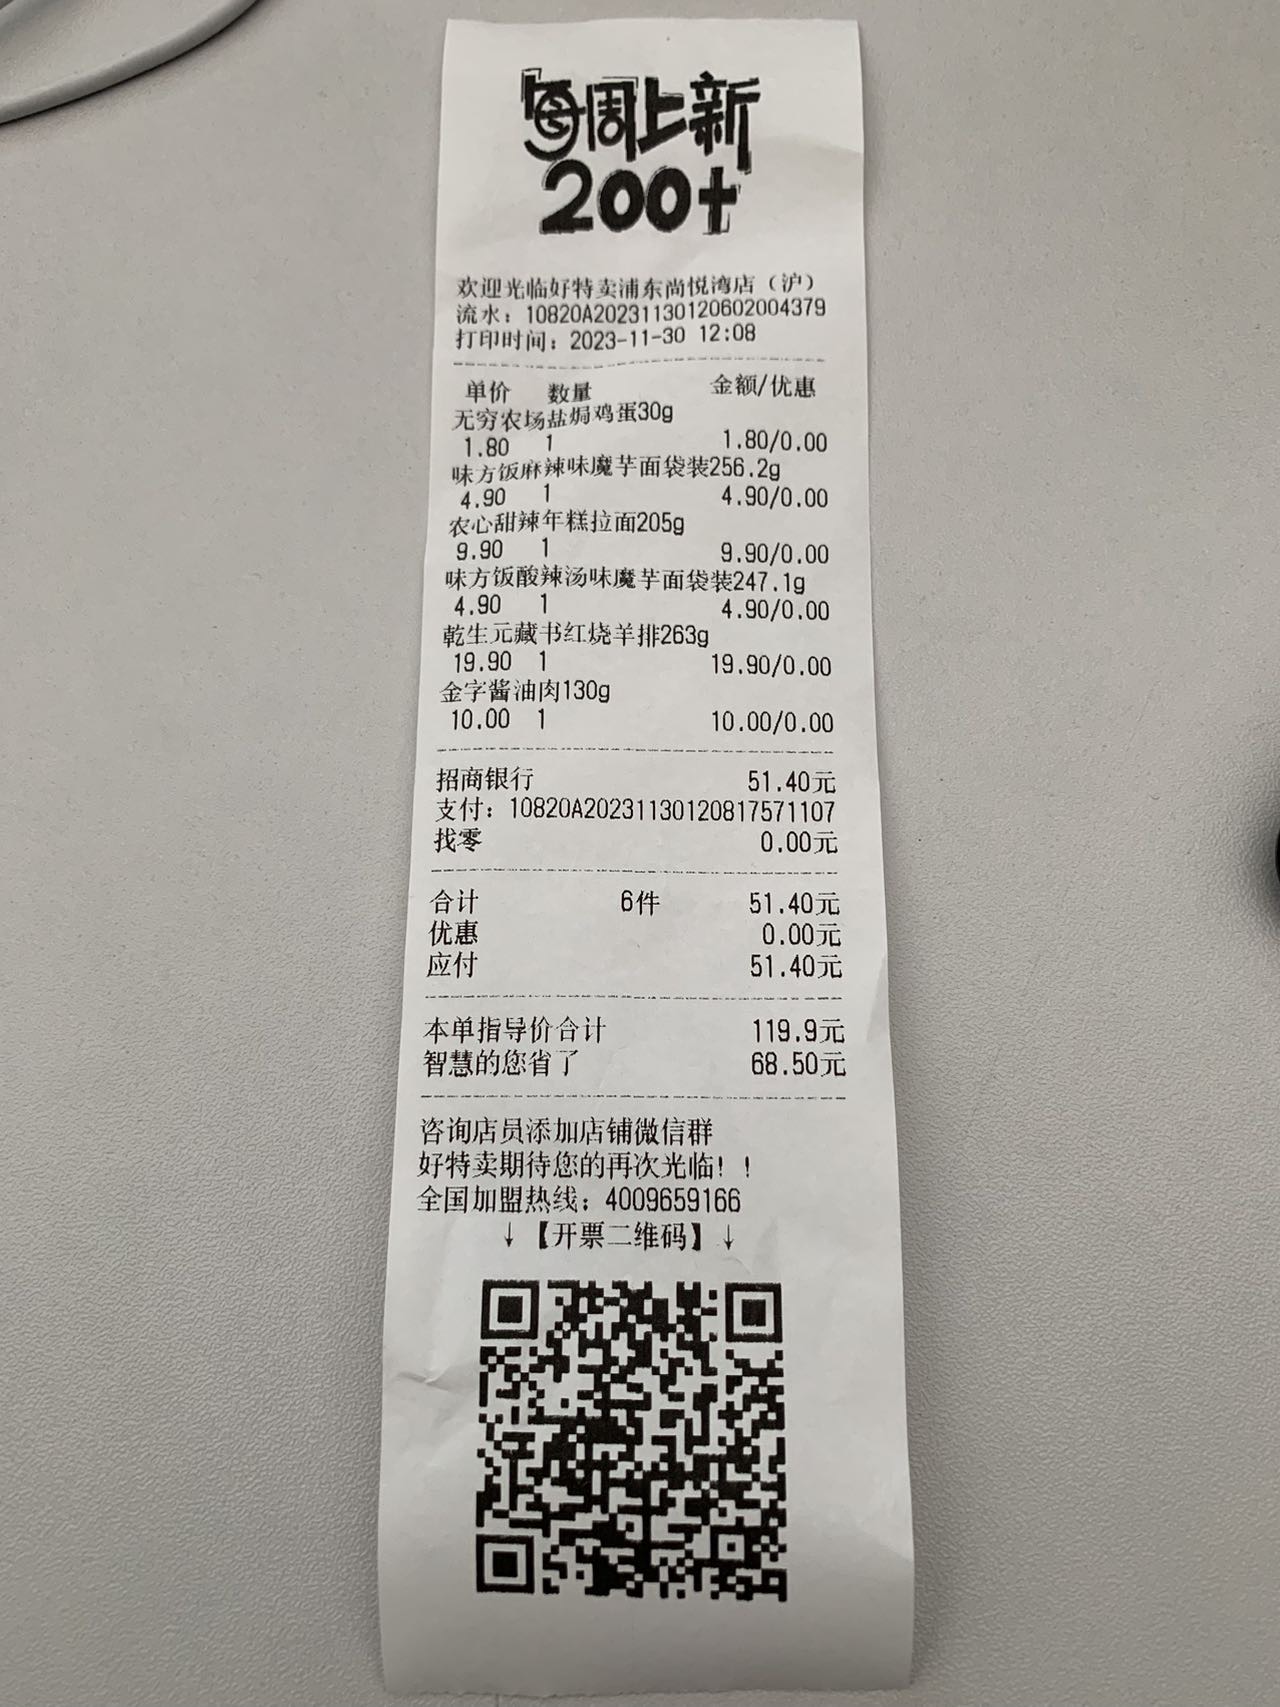 每周上新
200+
欢迎光临好特卖浦东尚悦湾店（沪）
流水：10820A20231130120602004379
打印时间：2023-11-30 12:08
单价 数量 金额/优惠
无穷农场盐焗鸡蛋30g
1.80 1 1.80/0.00
味方饭麻辣味魔芋面袋装256.2g
4.90 1 4.90/0.00
农心甜辣年糕拉面205g
9.90 1 9.90/0.00
味方饭酸辣汤味魔芋面袋装247.1g
4.90 1 4.90/0.00
乾生元藏书红烧羊排263g
19.90 1 19.90/0.00
金字酱油肉130g
10.00 1 10.00/0.00
招商银行 51.40元
支付：10820A20231130120817571107
找零 0.00元
合计 6件 51.40元
优惠 0.00元
应付 51.40元
本单指导价合计 119.9元
智慧的您省了 68.50元
咨询店员添加店铺微信群
好特卖期待您的再次光临！！
全国加盟热线：4009659166
↓【开票二维码】↓